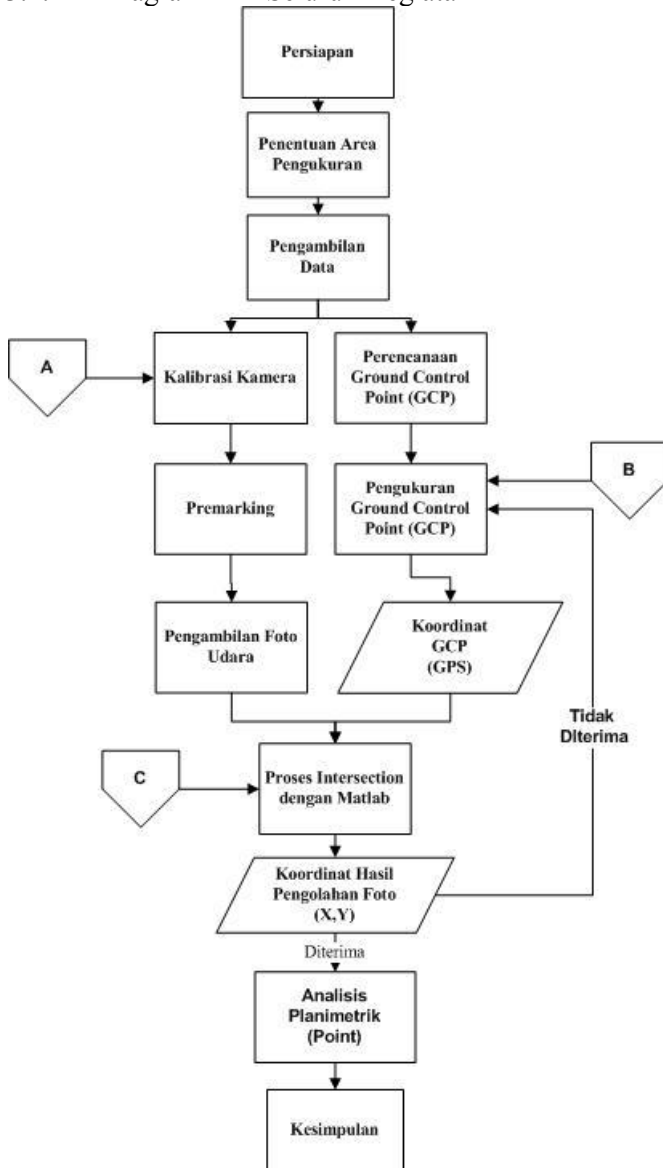 Persiapan
Penentuan Area
Pengukuran
Pengambilan
Data
A
Kalibrasi Kamera
Perencanaan
Ground Control
Point (GCP)
Premarking
Pengukuran
Ground Control
Point (GCP)
B
Pengambilan Foto
Udara
Koordinat
GCP
(GPS)
Tidak
DIterima
C
Proses Intersection
dengan Matlab
Koordinat Hasil
Pengolahan Foto
(X,Y)
Diterima
Analisis
Planimetrik
(Point)
Kesimpulan